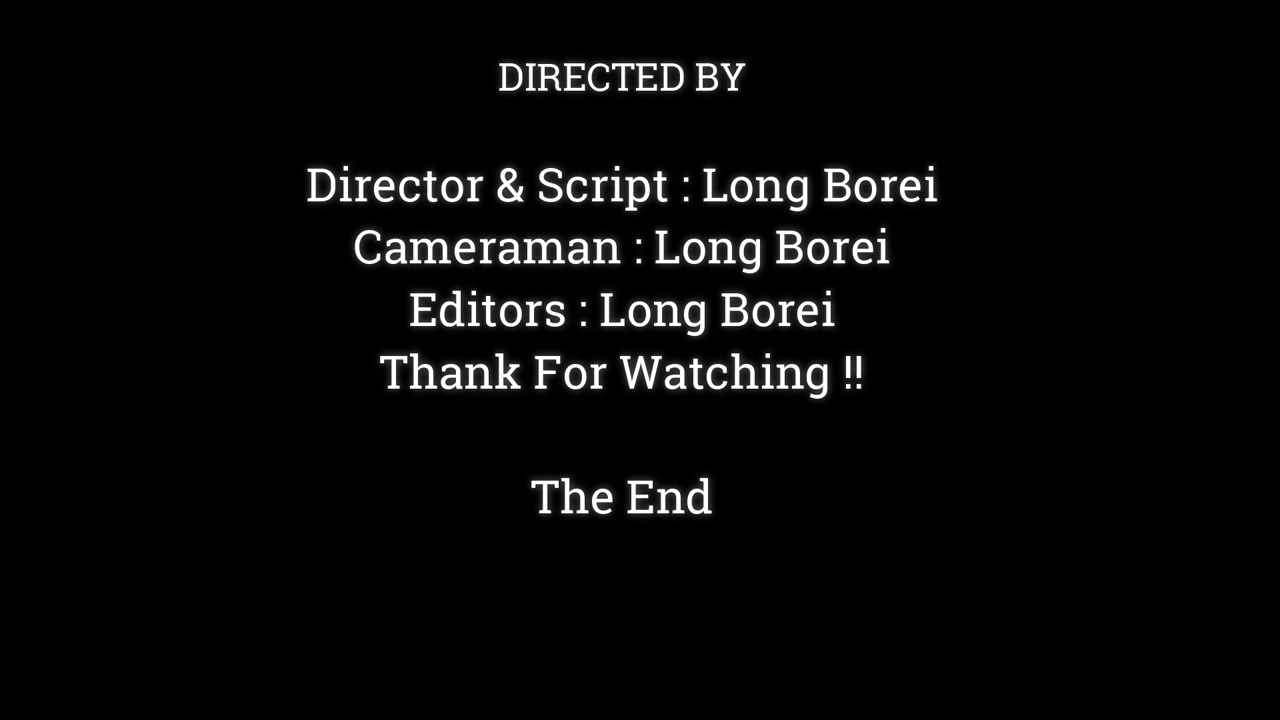 DIRECTED BY
Director & Script : Long Borei
Cameraman : Long Borei
Editors : Long Borei
Thank For Watching !!
The End